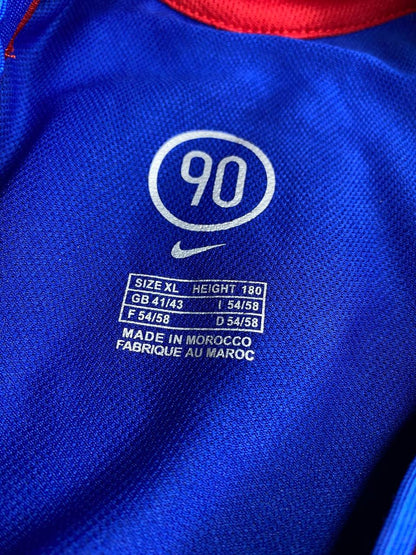 90
SIZE XL HEIGHT 180
GB 41/43 I 54/58
F 54/58 D 54/58
MADE IN MOROCCO
FABRIQUE AU MAROC